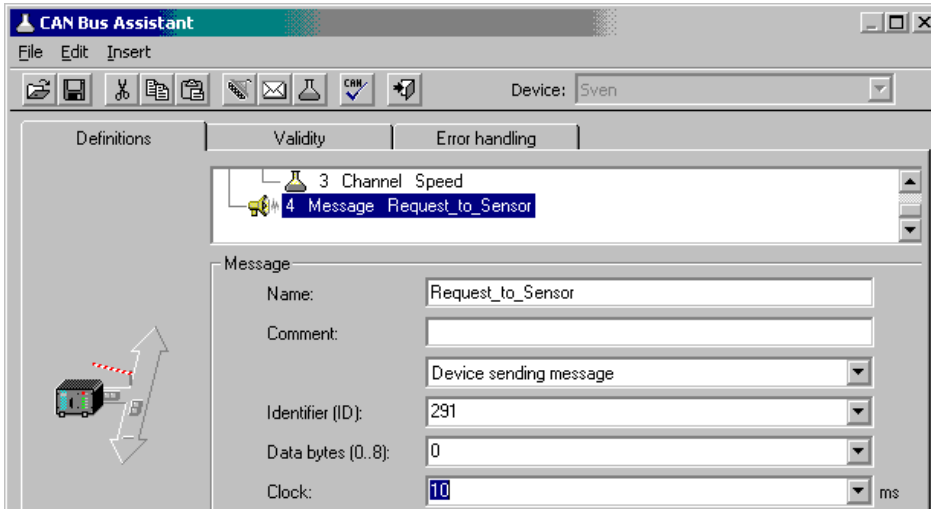 CAN Bus Assistant
File Edit Insert
CAN Device: Sven
Definitions Validity Error handling
3 Channel Speed
4 Message Request_to_Sensor
Message
Name: Request_to_Sensor
Comment:
Device sending message
Identifier (ID): 291
Data bytes (0..8): 0
Clock: 10 ms